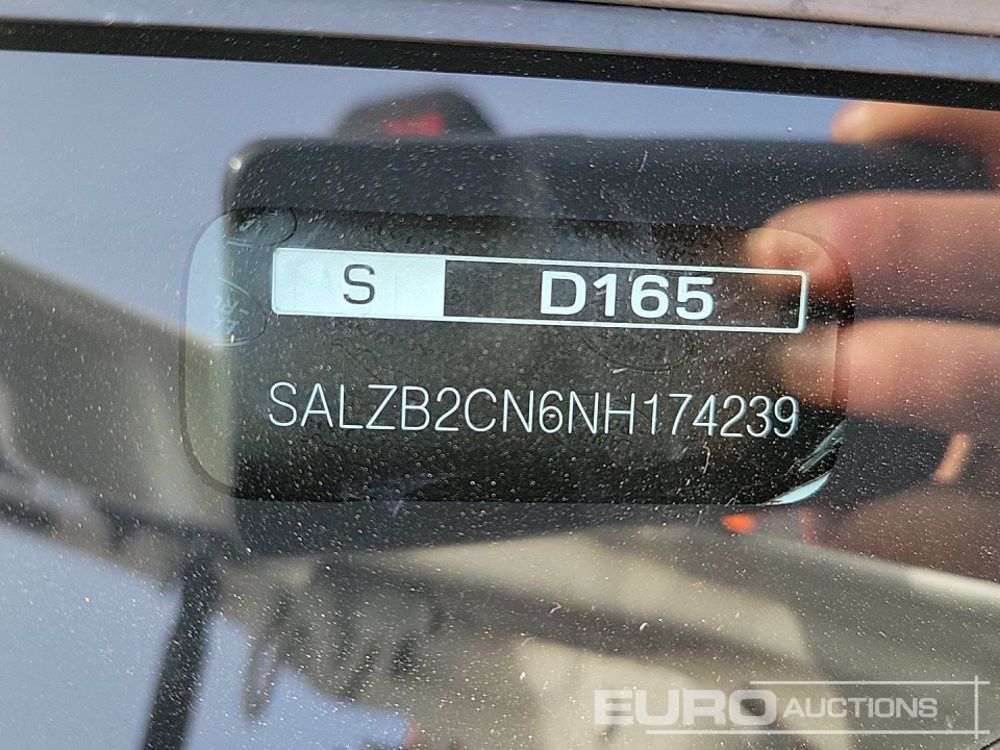 S D165
SALZB2CN6NH174239
EURO AUCTIONS